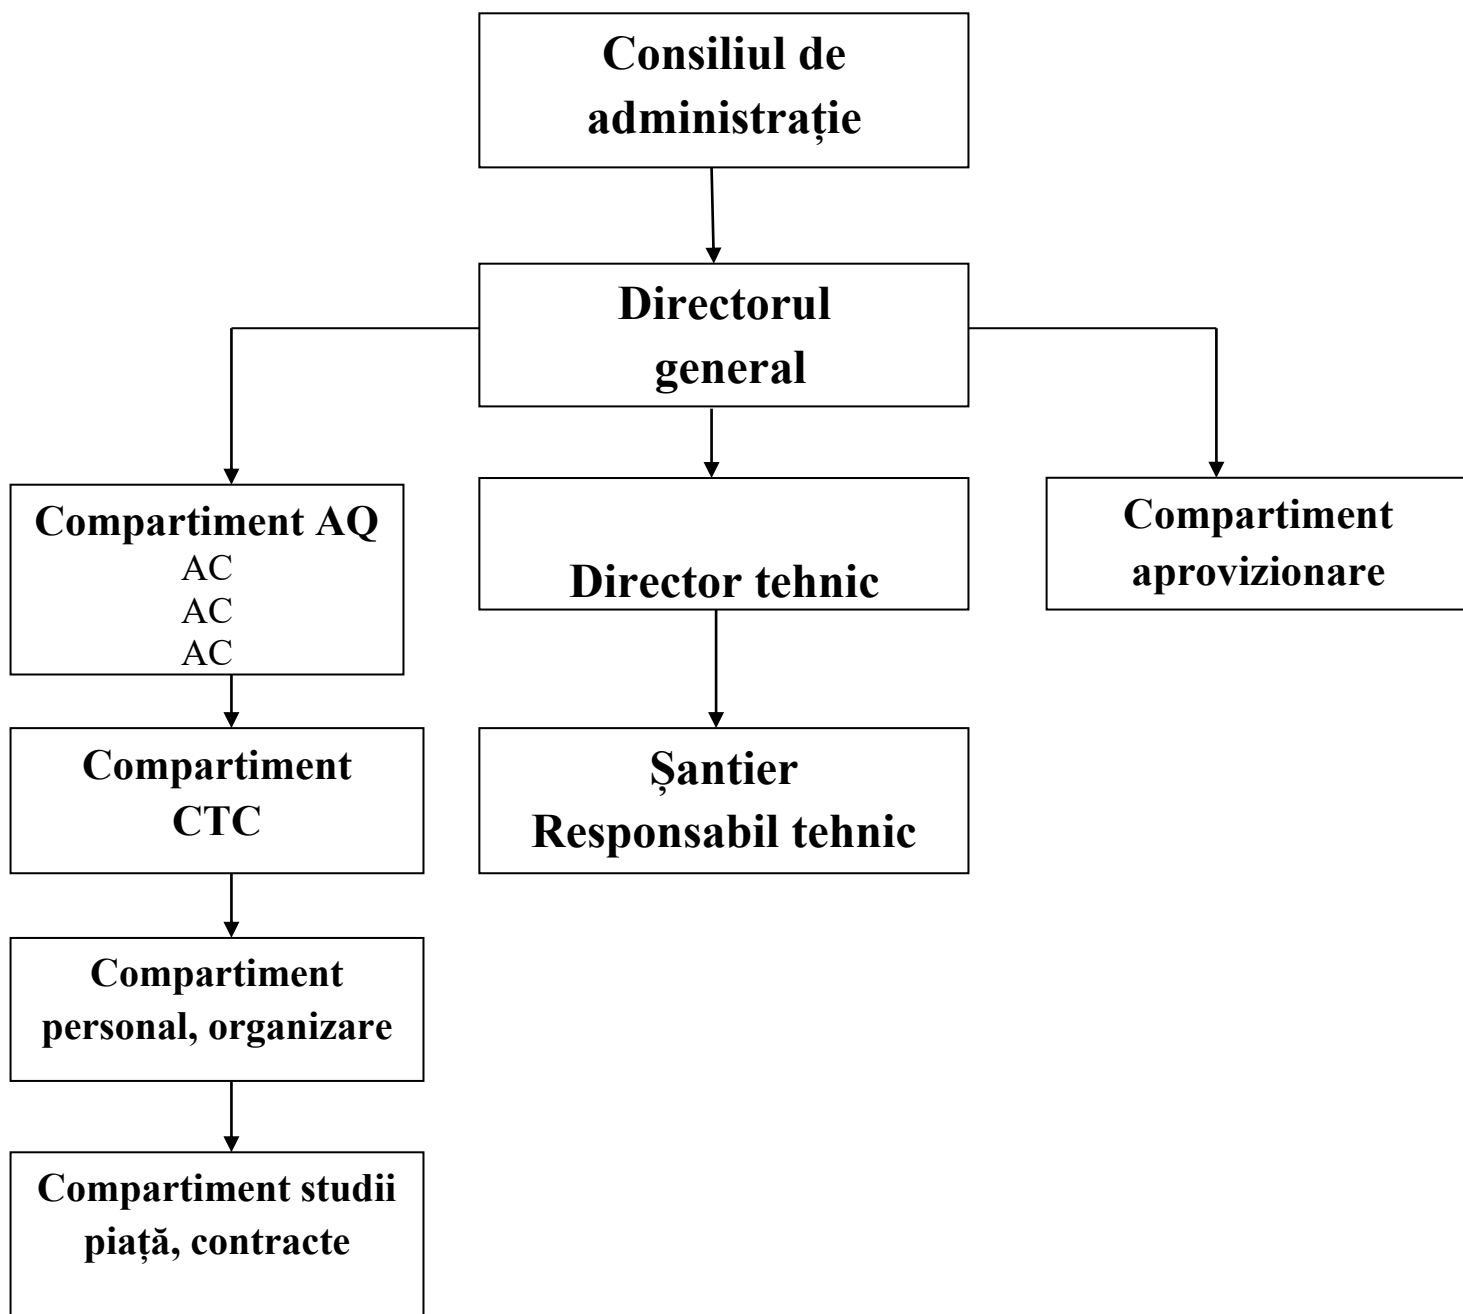 Consiliul de
administrație
Directorul
general
Compartiment AQ
AC
AC
AC
Director tehnic
Compartiment
aprovizionare
Compartiment
CTC
Șantier
Responsabil tehnic
Compartiment
personal, organizare
Compartiment studii
piață, contracte